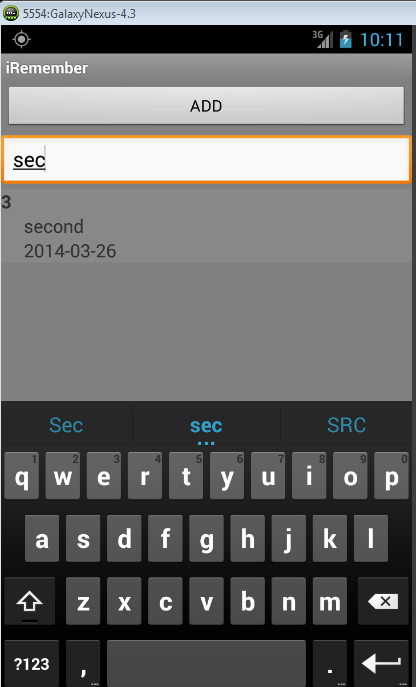 5554:GalaxyNexus-4.3
3G 10:11
iRemember
ADD
sec
3
second
2014-03-26
Sec sec SRC
1 2 3 4 5 6 7 8 9 0
q w e r t y u i o p
a s d f g h j k l
z x c v b n m
?123 , ... . ...